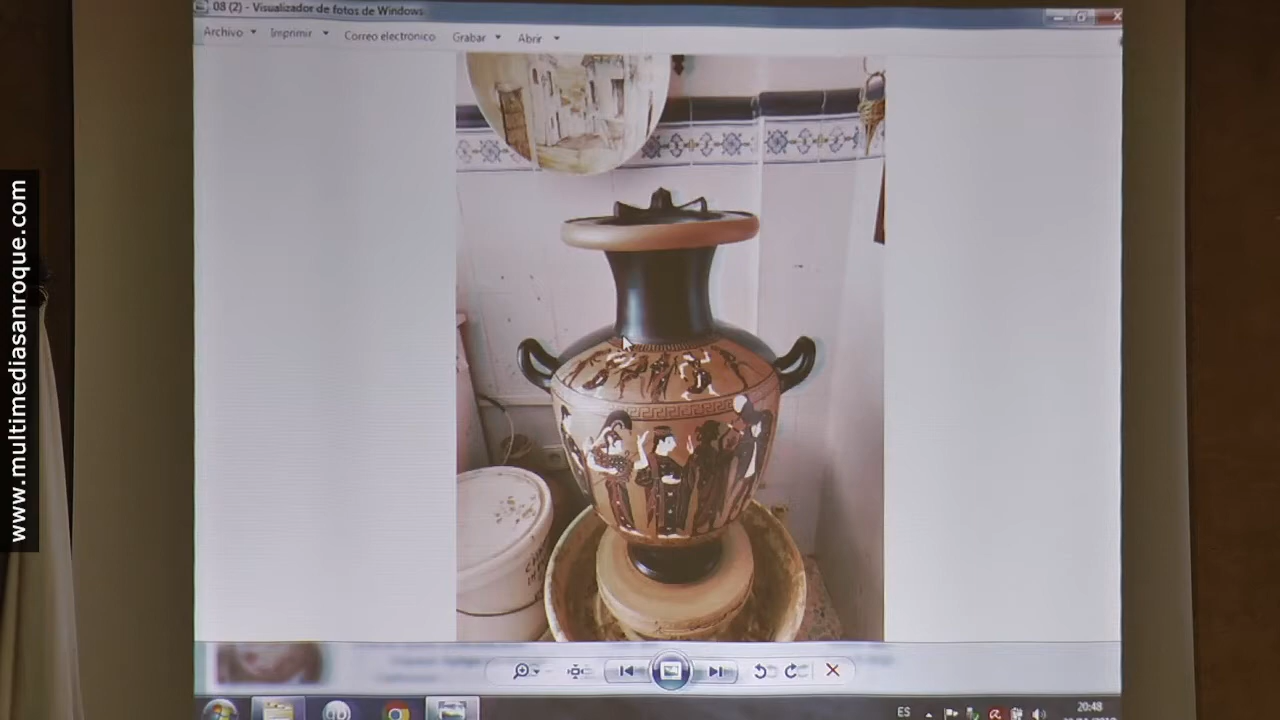 08 (2) - Visualizador de fotos de Windows
Archivo Imprimir Correo electrónico Grabar Abrir
www.multimediasanroque.com
ES
20:48